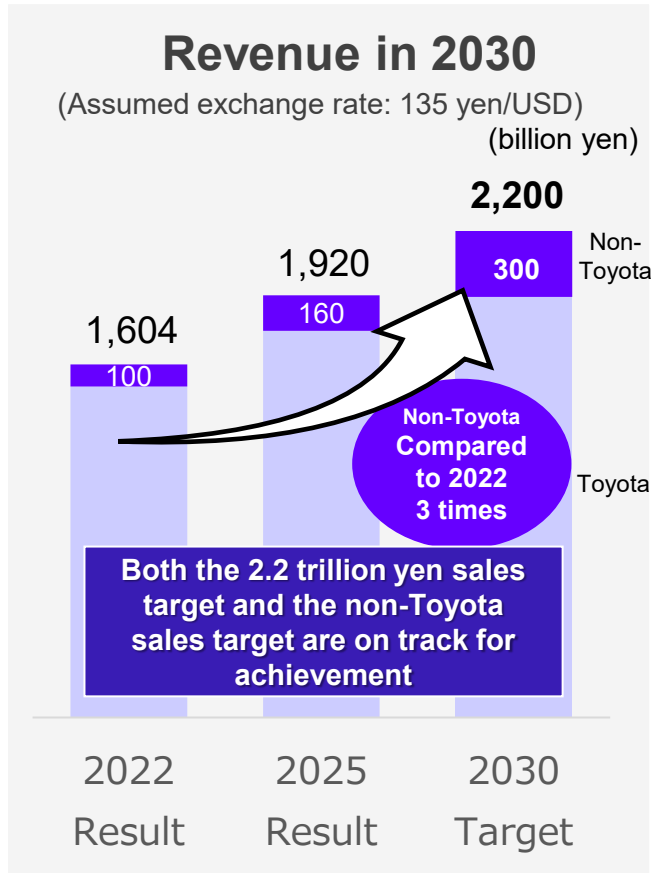 Revenue in 2030
(Assumed exchange rate: 135 yen/USD)
(billion yen)
2,200
Non-
Toyota
300
1,920
160
1,604
100
Non-Toyota
Compared
to 2022
3 times
Toyota
Both the 2.2 trillion yen sales
target and the non-Toyota
sales target are on track for
achievement
2022
Result
2025
Result
2030
Target